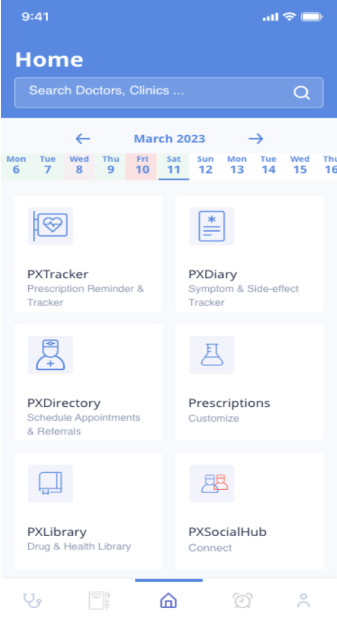 9:41
Home
Search Doctors, Clinics ...
March 2023
Mon Tue Wed Thu Fri Sat Sun Mon Tue Wed Thu
6 7 8 9 10 11 12 13 14 15 16
PXTracker
Prescription Reminder &
Tracker
PXDiary
Symptom & Side-effect
Tracker
PXDirectory
Schedule Appointments
& Referrals
Prescriptions
Customize
PXLibrary
Drug & Health Library
PXSocialHub
Connect